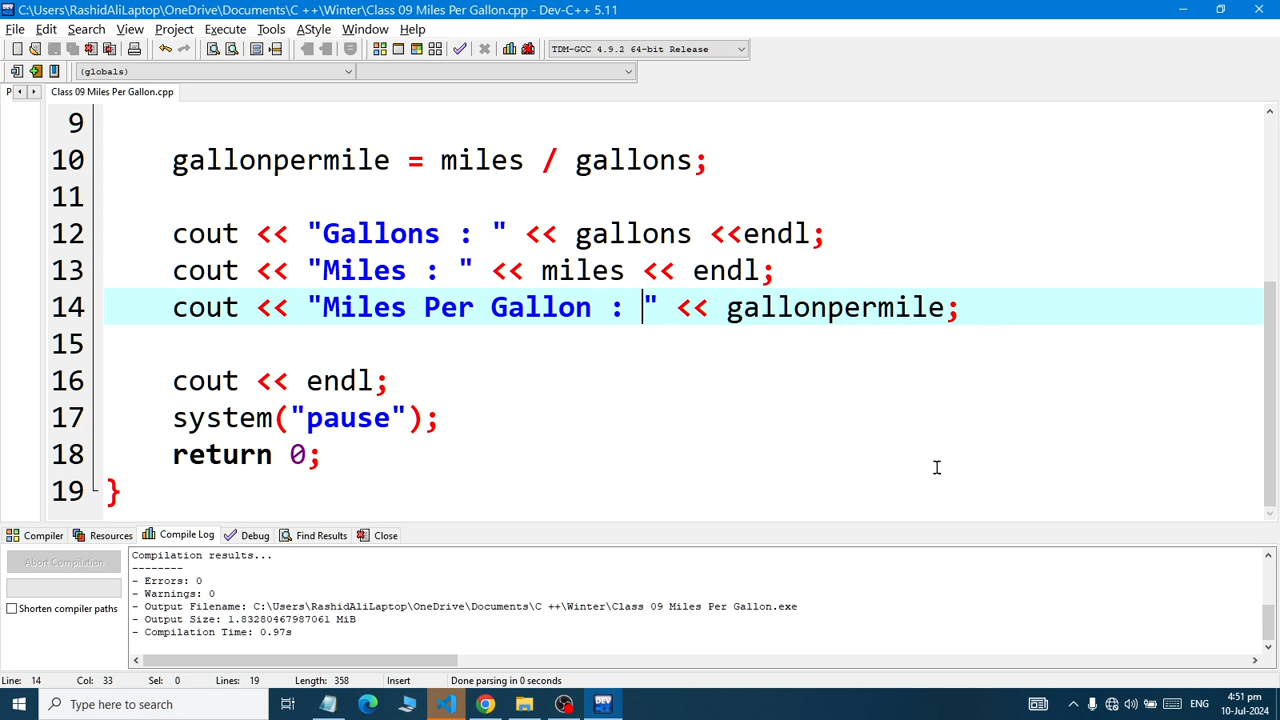 C:\Users\RashidAliLaptop\OneDrive\Documents\C ++\Winter\Class 09 Miles Per Gallon.cpp - Dev-C++ 5.11
File Edit Search View Project Execute Tools AStyle Window Help
TDM-GCC 4.9.2 64-bit Release
(globals)
P Class 09 Miles Per Gallon.cpp
9
10 gallonpermile = miles / gallons;
11
12 cout << "Gallons : " << gallons <<endl;
13 cout << "Miles : " << miles << endl;
14 cout << "Miles Per Gallon : " << gallonpermile;
15
16 cout << endl;
17 system("pause");
18 return 0;
19 }
Compiler Resources Compile Log Debug Find Results Close
Abort Compilation
Shorten compiler paths
Compilation results...
--------
- Errors: 0
- Warnings: 0
- Output Filename: C:\Users\RashidAliLaptop\OneDrive\Documents\C ++\Winter\Class 09 Miles Per Gallon.exe
- Output Size: 1.83280467987061 MiB
- Compilation Time: 0.97s
Line: 14 Col: 33 Sel: 0 Lines: 19 Length: 358 Insert Done parsing in 0 seconds
Type here to search
DEV
ENG
4:51 pm
10-Jul-2024